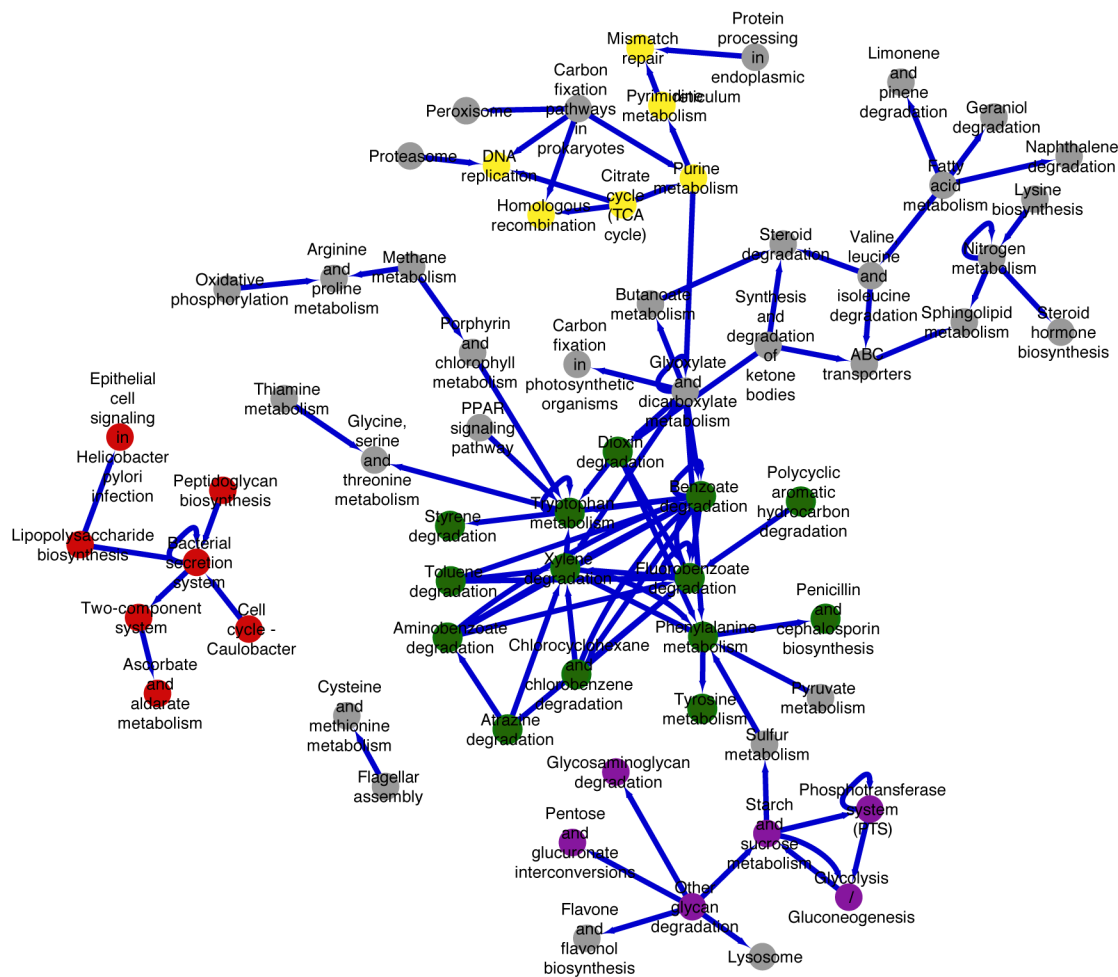 Mismatch
repair
Protein
processing
in
endoplasmic
reticulum
Limonene
and
pinene
degradation
Carbon
fixation
pathways
in
prokaryotes
Peroxisome
Pyrimidine
metabolism
Geraniol
degradation
Naphthalene
degradation
Proteasome
DNA
replication
Citrate
cycle
(TCA
cycle)
Purine
metabolism
Fatty
acid
metabolism
Lysine
biosynthesis
Homologous
recombination
Steroid
degradation
Valine
leucine
and
isoleucine
degradation
Nitrogen
metabolism
Arginine
and
proline
metabolism
Methane
metabolism
Oxidative
phosphorylation
Butanoate
metabolism
Synthesis
and
degradation
of
ketone
bodies
Sphingolipid
metabolism
Steroid
hormone
biosynthesis
Porphyrin
and
chlorophyll
metabolism
Carbon
fixation
in
photosynthetic
organisms
Glyoxylate
and
dicarboxylate
metabolism
ABC
transporters
Epithelial
cell
signaling
in
Helicobacter
pylori
infection
Thiamine
metabolism
Glycine,
serine
and
threonine
metabolism
PPAR
signaling
pathway
Dioxin
degradation
Peptidoglycan
biosynthesis
Tryptophan
metabolism
Benzoate
degradation
Polycyclic
aromatic
hydrocarbon
degradation
Styrene
degradation
Lipopolysaccharide
biosynthesis
Bacterial
secretion
system
Toluene
degradation
Xylene
degradation
Fluorobenzoate
degradation
Two-component
system
Cell
cycle -
Caulobacter
Aminobenzoate
degradation
Chlorocyclohexane
and
chlorobenzene
degradation
Phenylalanine
metabolism
Penicillin
and
cephalosporin
biosynthesis
Ascorbate
and
aldarate
metabolism
Cysteine
and
methionine
metabolism
Atrazine
degradation
Tyrosine
metabolism
Pyruvate
metabolism
Sulfur
metabolism
Flagellar
assembly
Glycosaminoglycan
degradation
Phosphotransferase
system
(PTS)
Pentose
and
glucuronate
interconversions
Starch
and
sucrose
metabolism
Other
glycan
degradation
Glycolysis
/
Gluconeogenesis
Flavone
and
flavonol
biosynthesis
Lysosome